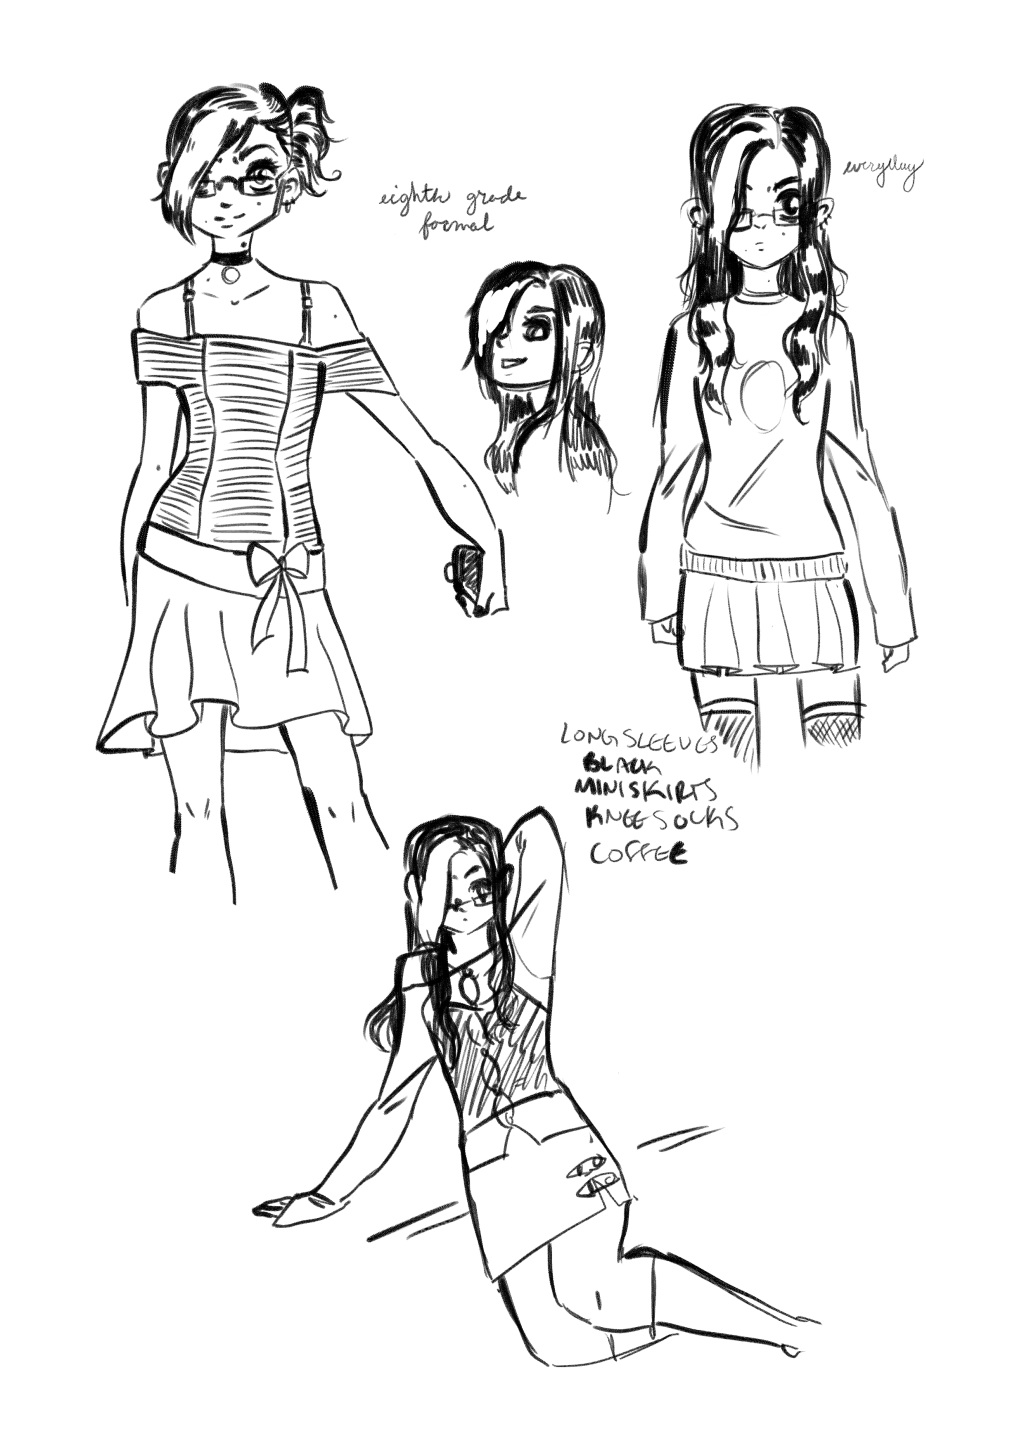 eighth grade
formal
everyday
LONGSLEEVES
BLACK
MINISKIRTS
KNEESOCKS
COFFEE